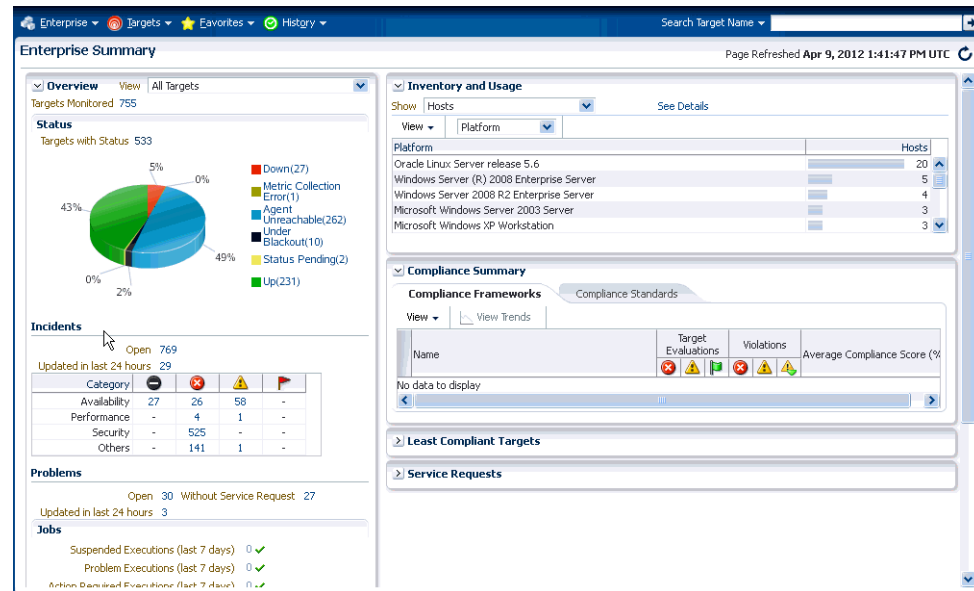 Enterprise Targets Favorites History Search Target Name
Enterprise Summary
Page Refreshed Apr 9, 2012 1:41:47 PM UTC
Overview View All Targets
Targets Monitored 755
Status
Targets with Status 533
5%
0%
43%
49%
0%
2%
Down(27)
Metric Collection
Error(1)
Agent
Unreachable(262)
Under
Blackout(10)
Status Pending(2)
Up(231)
Incidents
Open 769
Updated in last 24 hours 29
Category
Availability 27 26 58 -
Performance - 4 1 -
Security - 525 - -
Others - 141 1 -
Problems
Open 30 Without Service Request 27
Updated in last 24 hours 3
Jobs
Suspended Executions (last 7 days) 0
Problem Executions (last 7 days) 0
Action Required Executions (last 7 days) 0
Inventory and Usage
Show Hosts See Details
View Platform
Platform Hosts
Oracle Linux Server release 5.6 20
Windows Server (R) 2008 Enterprise Server 5
Windows Server 2008 R2 Enterprise Server 4
Microsoft Windows Server 2003 Server 3
Microsoft Windows XP Workstation 3
Compliance Summary
Compliance Frameworks Compliance Standards
View View Trends
Name
Target
Evaluations
Violations
Average Compliance Score (%
No data to display
Least Compliant Targets
Service Requests